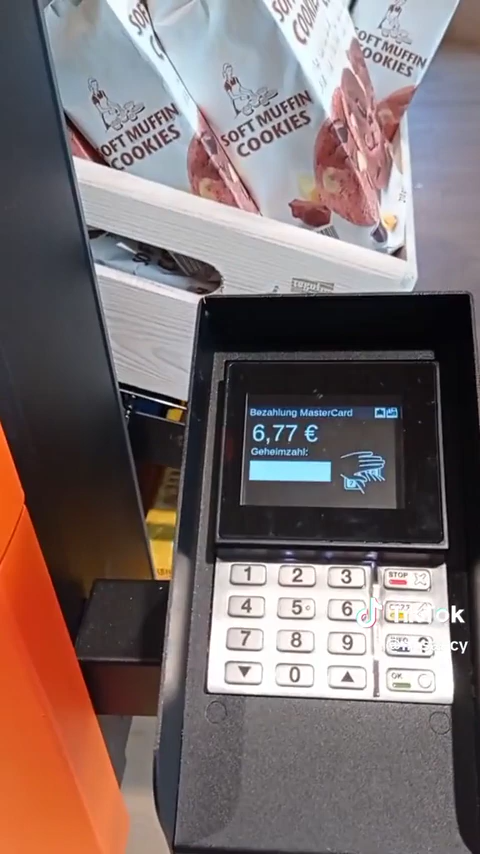 SOFT MUFFIN
COOKIES
SOFT MUFFIN
COOKIES
SOFT MUFFIN
COOKIES
Bezahlung MasterCard
6,77 €
Geheimzahl:
1 2 3 STOP
4 5 6
7 8 9
0 OK
TikTok